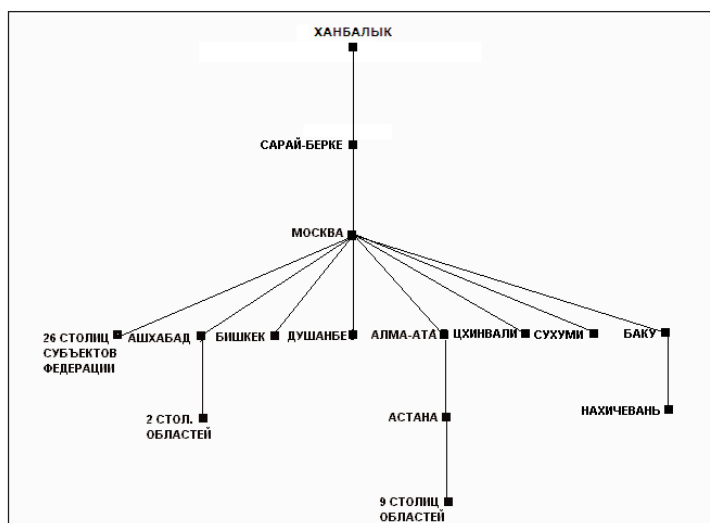 ХАНБАЛЫК
САРАЙ-БЕРКЕ
МОСКВА
26 СТОЛИЦ
СУБЪЕКТОВ
ФЕДЕРАЦИИ
АШХАБАД
БИШКЕК
ДУШАНБЕ
АЛМА-АТА
ЦХИНВАЛИ
СУХУМИ
БАКУ
2 СТОЛ.
ОБЛАСТЕЙ
АСТАНА
НАХИЧЕВАНЬ
9 СТОЛИЦ
ОБЛАСТЕЙ